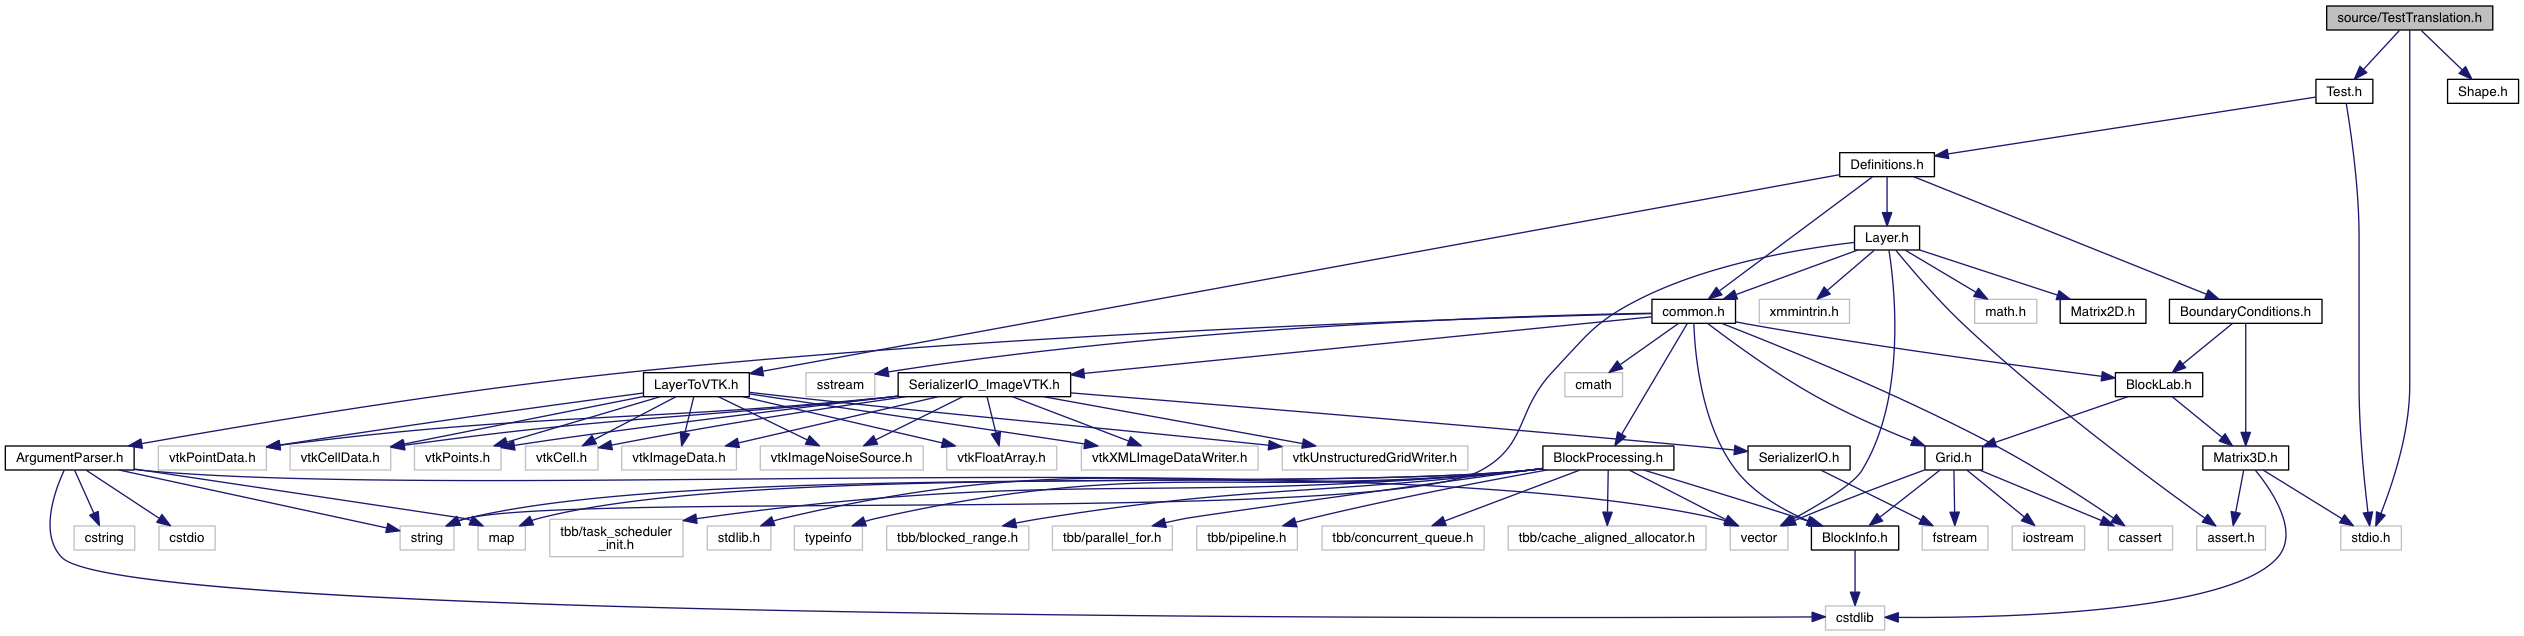 source/TestTranslation.h
Test.h
Shape.h
Definitions.h
Layer.h
common.h
xmmintrin.h
math.h
Matrix2D.h
BoundaryConditions.h
LayerToVTK.h
sstream
SerializerIO_ImageVTK.h
cmath
BlockLab.h
ArgumentParser.h
vtkPointData.h
vtkCellData.h
vtkPoints.h
vtkCell.h
vtkImageData.h
vtkImageNoiseSource.h
vtkFloatArray.h
vtkXMLImageDataWriter.h
vtkUnstructuredGridWriter.h
BlockProcessing.h
SerializerIO.h
Grid.h
Matrix3D.h
cstring
cstdio
string
map
tbb/task_scheduler
_init.h
stdlib.h
typeinfo
tbb/blocked_range.h
tbb/parallel_for.h
tbb/pipeline.h
tbb/concurrent_queue.h
tbb/cache_aligned_allocator.h
vector
BlockInfo.h
fstream
iostream
cassert
assert.h
stdio.h
cstdlib